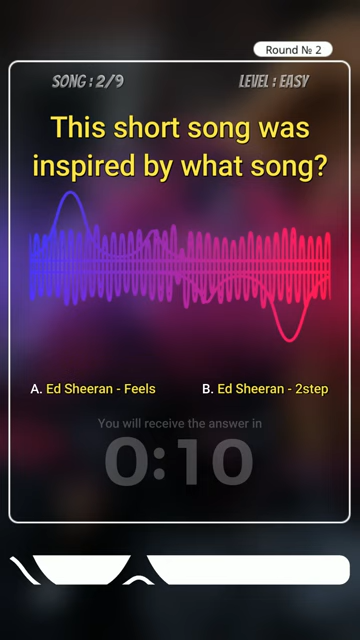 Round № 2
SONG : 2/9 LEVEL : EASY
This short song was
inspired by what song?
A. Ed Sheeran - Feels B. Ed Sheeran - 2step
You will receive the answer in
0:10